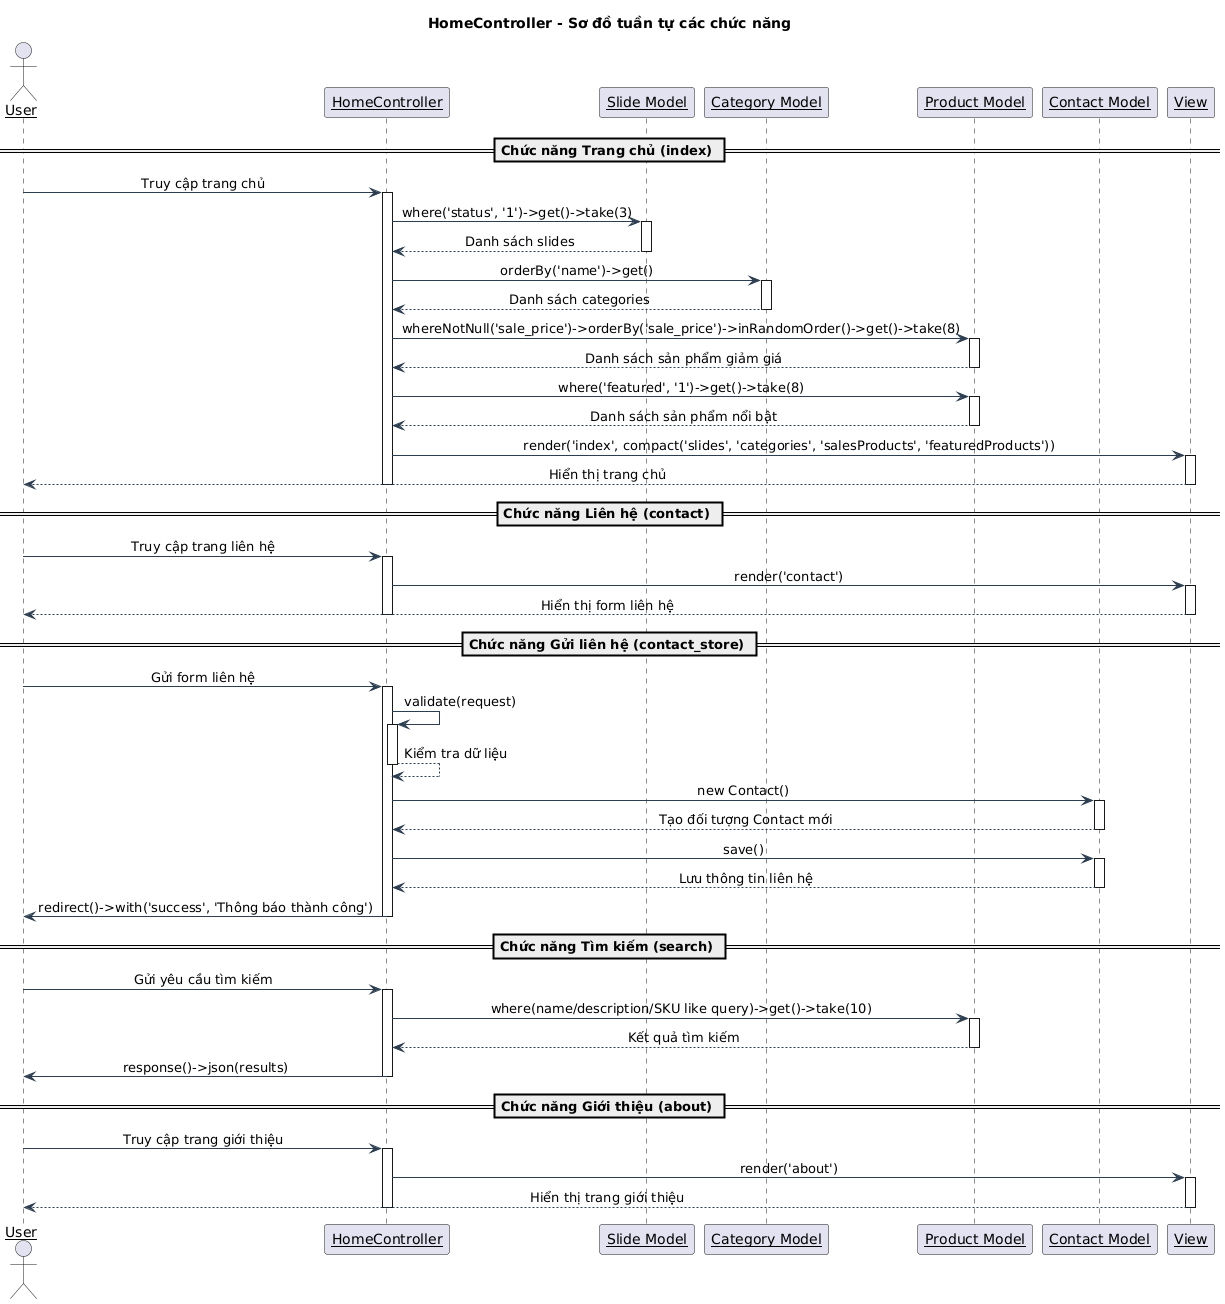 HomeController - Sơ đồ tuần tự các chức năng
User
HomeController
Slide Model
Category Model
Product Model
Contact Model
View
Chức năng Trang chủ (index)
Truy cập trang chủ
where('status', '1')->get()->take(3)
Danh sách slides
orderBy('name')->get()
Danh sách categories
whereNotNull('sale_price')->orderBy('sale_price')->inRandomOrder()->get()->take(8)
Danh sách sản phẩm giảm giá
where('featured', '1')->get()->take(8)
Danh sách sản phẩm nổi bật
render('index', compact('slides', 'categories', 'salesProducts', 'featuredProducts'))
Hiển thị trang chủ
Chức năng Liên hệ (contact)
Truy cập trang liên hệ
render('contact')
Hiển thị form liên hệ
Chức năng Gửi liên hệ (contact_store)
Gửi form liên hệ
validate(request)
Kiểm tra dữ liệu
new Contact()
Tạo đối tượng Contact mới
save()
Lưu thông tin liên hệ
redirect()->with('success', 'Thông báo thành công')
Chức năng Tìm kiếm (search)
Gửi yêu cầu tìm kiếm
where(name/description/SKU like query)->get()->take(10)
Kết quả tìm kiếm
response()->json(results)
Chức năng Giới thiệu (about)
Truy cập trang giới thiệu
render('about')
Hiển thị trang giới thiệu
User
HomeController
Slide Model
Category Model
Product Model
Contact Model
View